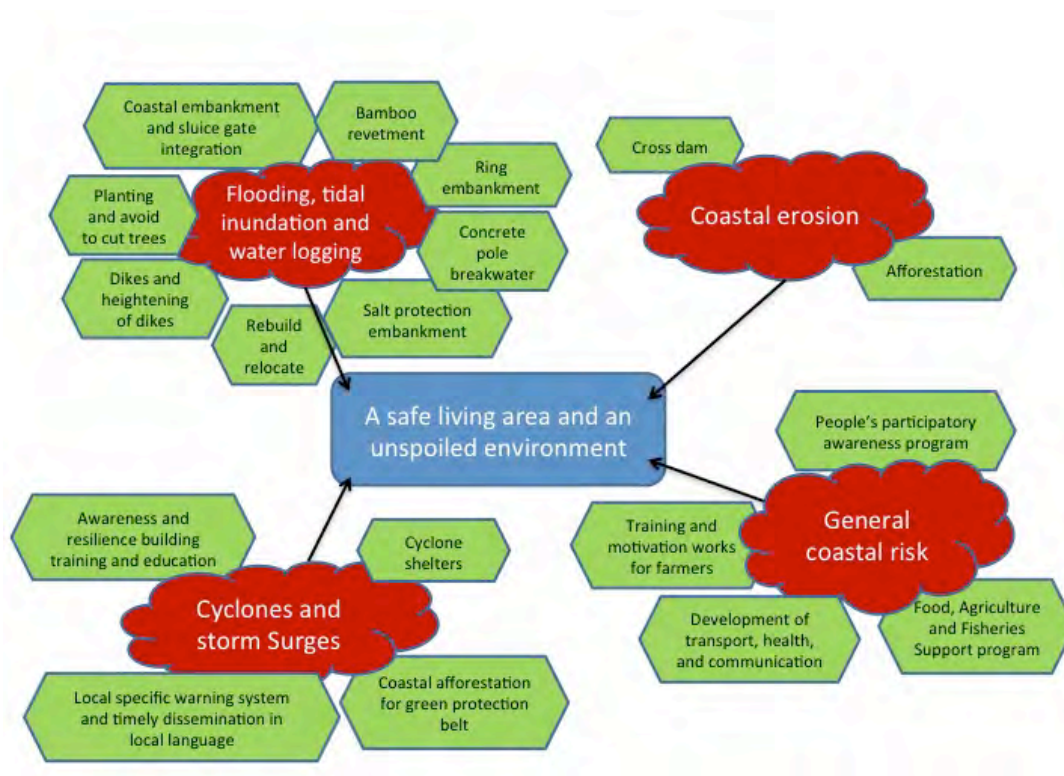 Coastal embankment
and sluice gate
integration
Bamboo
revetment
Ring
embankment
Planting
and avoid
to cut trees
Flooding, tidal
inundation and
water logging
Concrete
pole
breakwater
Dikes and
heightening
of dikes
Rebuild
and
relocate
Salt protection
embankment
Cross dam
Coastal erosion
Afforestation
A safe living area and an
unspoiled environment
People's participatory
awareness program
Training and
motivation works
for farmers
General
coastal risk
Development of
transport, health,
and communication
Food, Agriculture
and Fisheries
Support program
Awareness and
resilience building
training and education
Cyclone
shelters
Cyclones and
storm Surges
Local specific warning system
and timely dissemination in
local language
Coastal afforestation
for green protection
belt